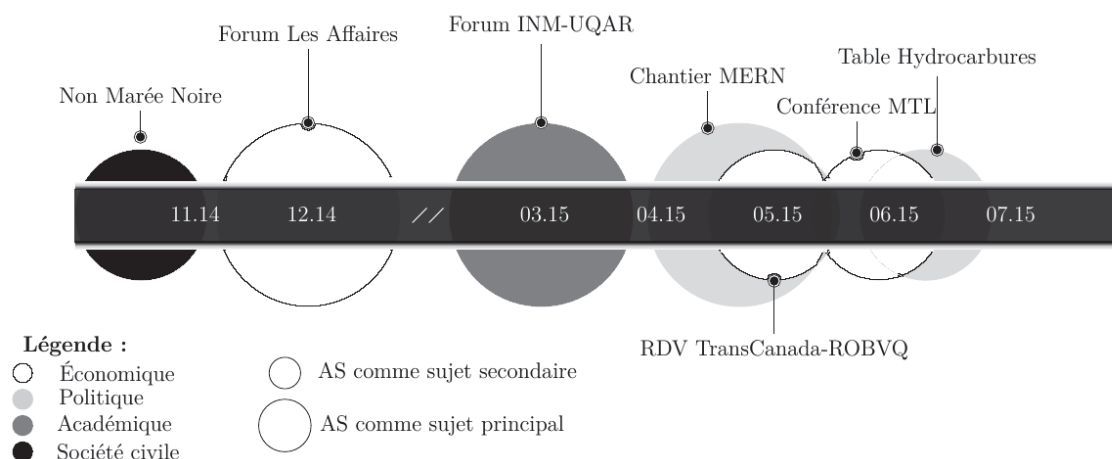 Forum Les Affaires
Forum INM-UQAR
Table Hydrocarbures
Chantier MERN
Non Marée Noire
Conférence MTL
11.14 12.14 // 03.15 04.15 05.15 06.15 07.15
RDV TransCanada-ROBVQ
Légende :
Économique
Politique
Académique
Société civile
AS comme sujet secondaire
AS comme sujet principal